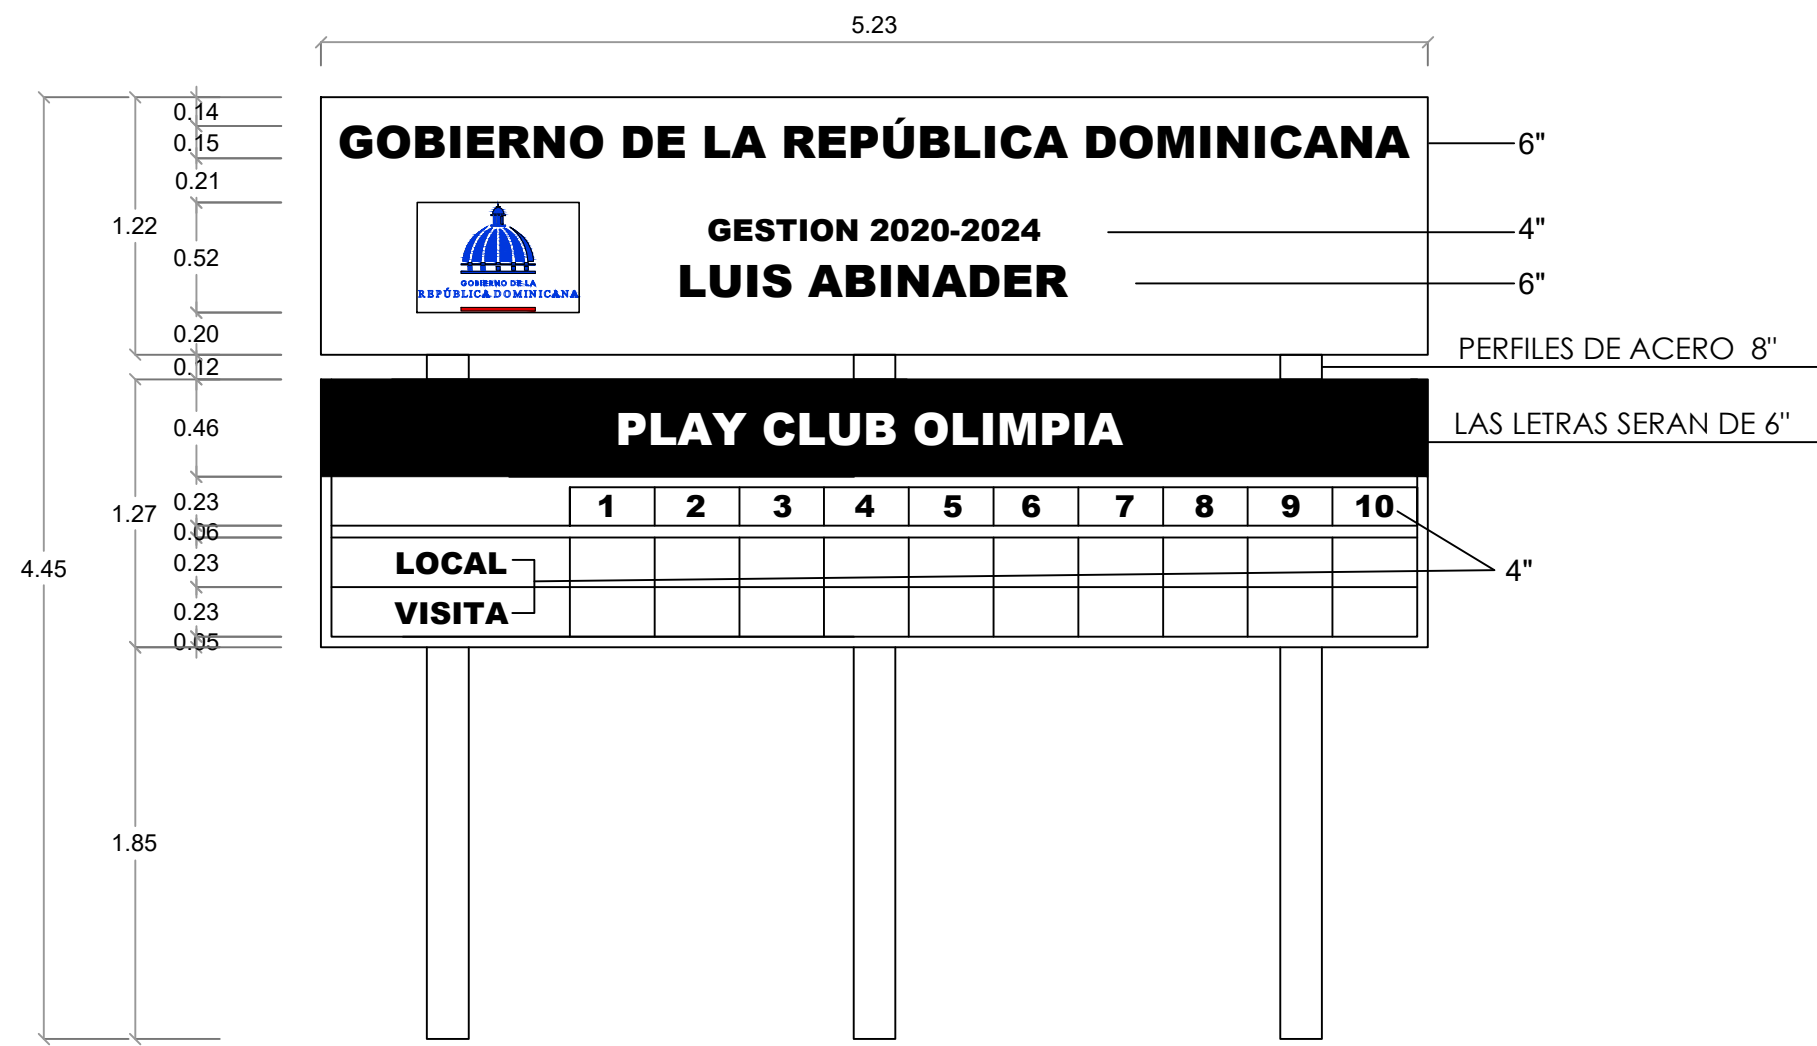 5.23
0.14
GOBIERNO DE LA REPÚBLICA DOMINICANA
6"
0.15
0.21
1.22
GESTION 2020-2024
4"
0.52
LUIS ABINADER
6"
GOBIERNO DE LA
REPÚBLICA DOMINICANA
0.20
PERFILES DE ACERO 8"
0.12
0.46
PLAY CLUB OLIMPIA
LAS LETRAS SERAN DE 6"
0.23
1 2 3 4 5 6 7 8 9 10
1.27
0.06
0.23
LOCAL
4.45
4"
0.23
VISITA
0.05
1.85